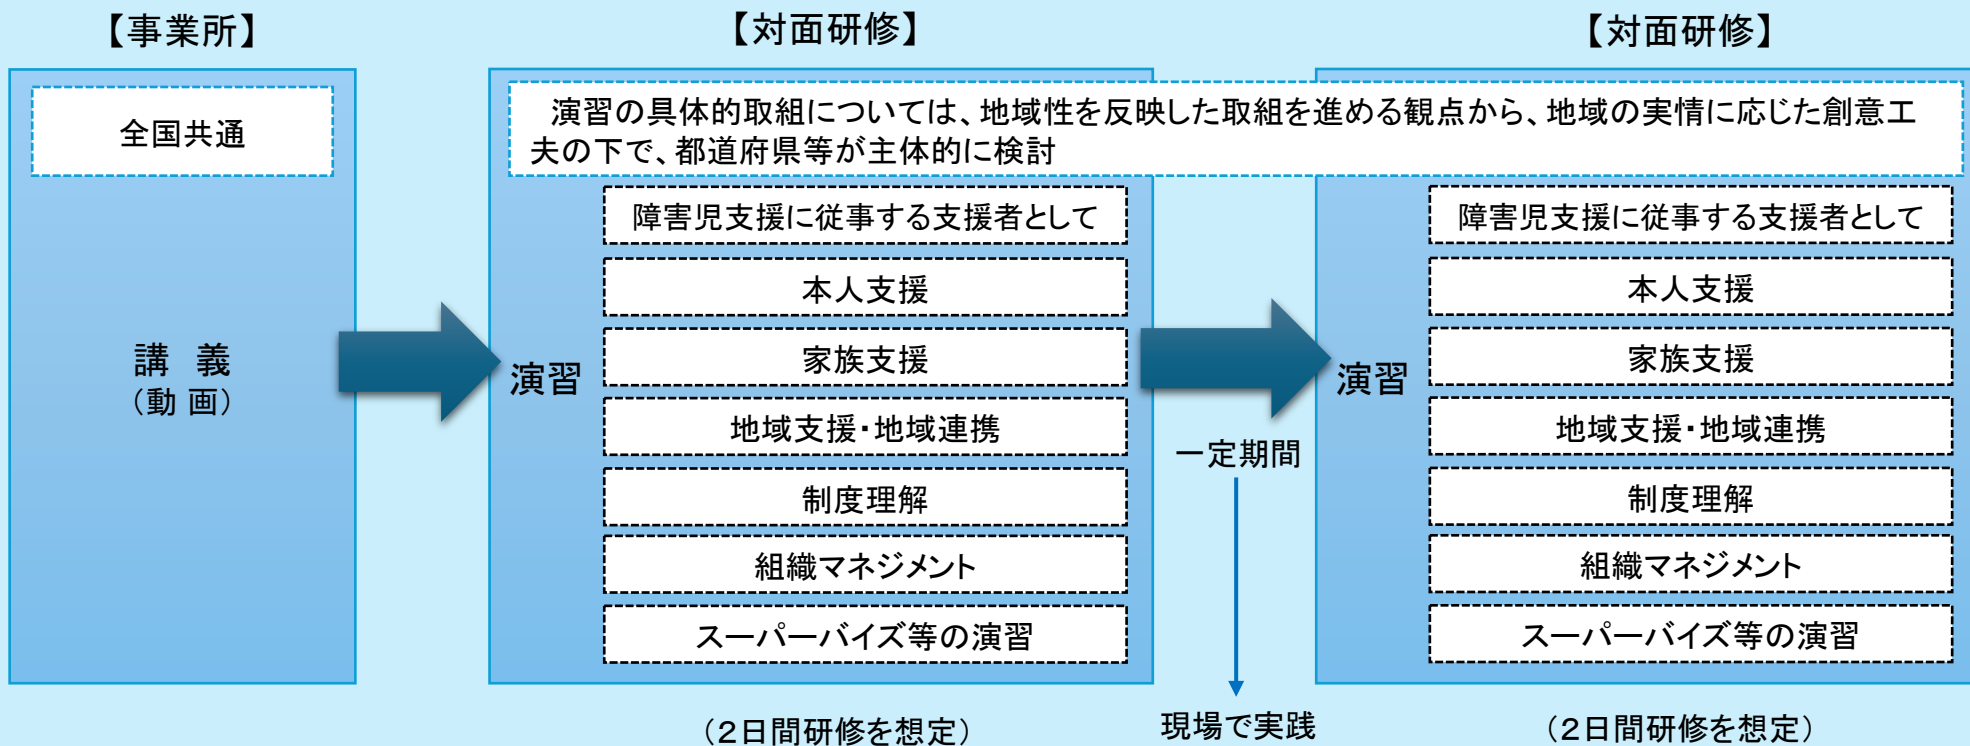 【事業所】
全国共通
講 義
（動 画）
【対面研修】
【対面研修】
演習の具体的取組については、地域性を反映した取組を進める観点から、地域の実情に応じた創意工
夫の下で、都道府県等が主体的に検討
演習
障害児支援に従事する支援者として
本人支援
家族支援
地域支援・地域連携
制度理解
組織マネジメント
スーパーバイズ等の演習
（２日間研修を想定）
一定期間
現場で実践
演習
障害児支援に従事する支援者として
本人支援
家族支援
地域支援・地域連携
制度理解
組織マネジメント
スーパーバイズ等の演習
（２日間研修を想定）